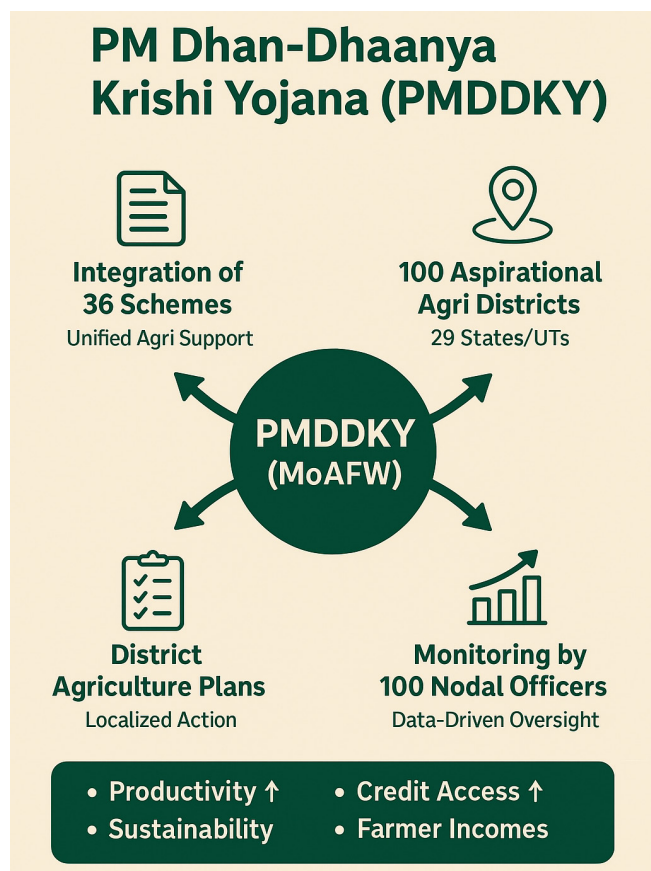 PM Dhan-Dhaanya
Krishi Yojana (PMDDKY)
Integration of
36 Schemes
Unified Agri Support
100 Aspirational
Agri Districts
29 States/UTs
PMDDKY
(MoAFW)
District
Agriculture Plans
Localized Action
Monitoring by
100 Nodal Officers
Data-Driven Oversight
• Productivity ↑
• Sustainability
• Credit Access ↑
• Farmer Incomes